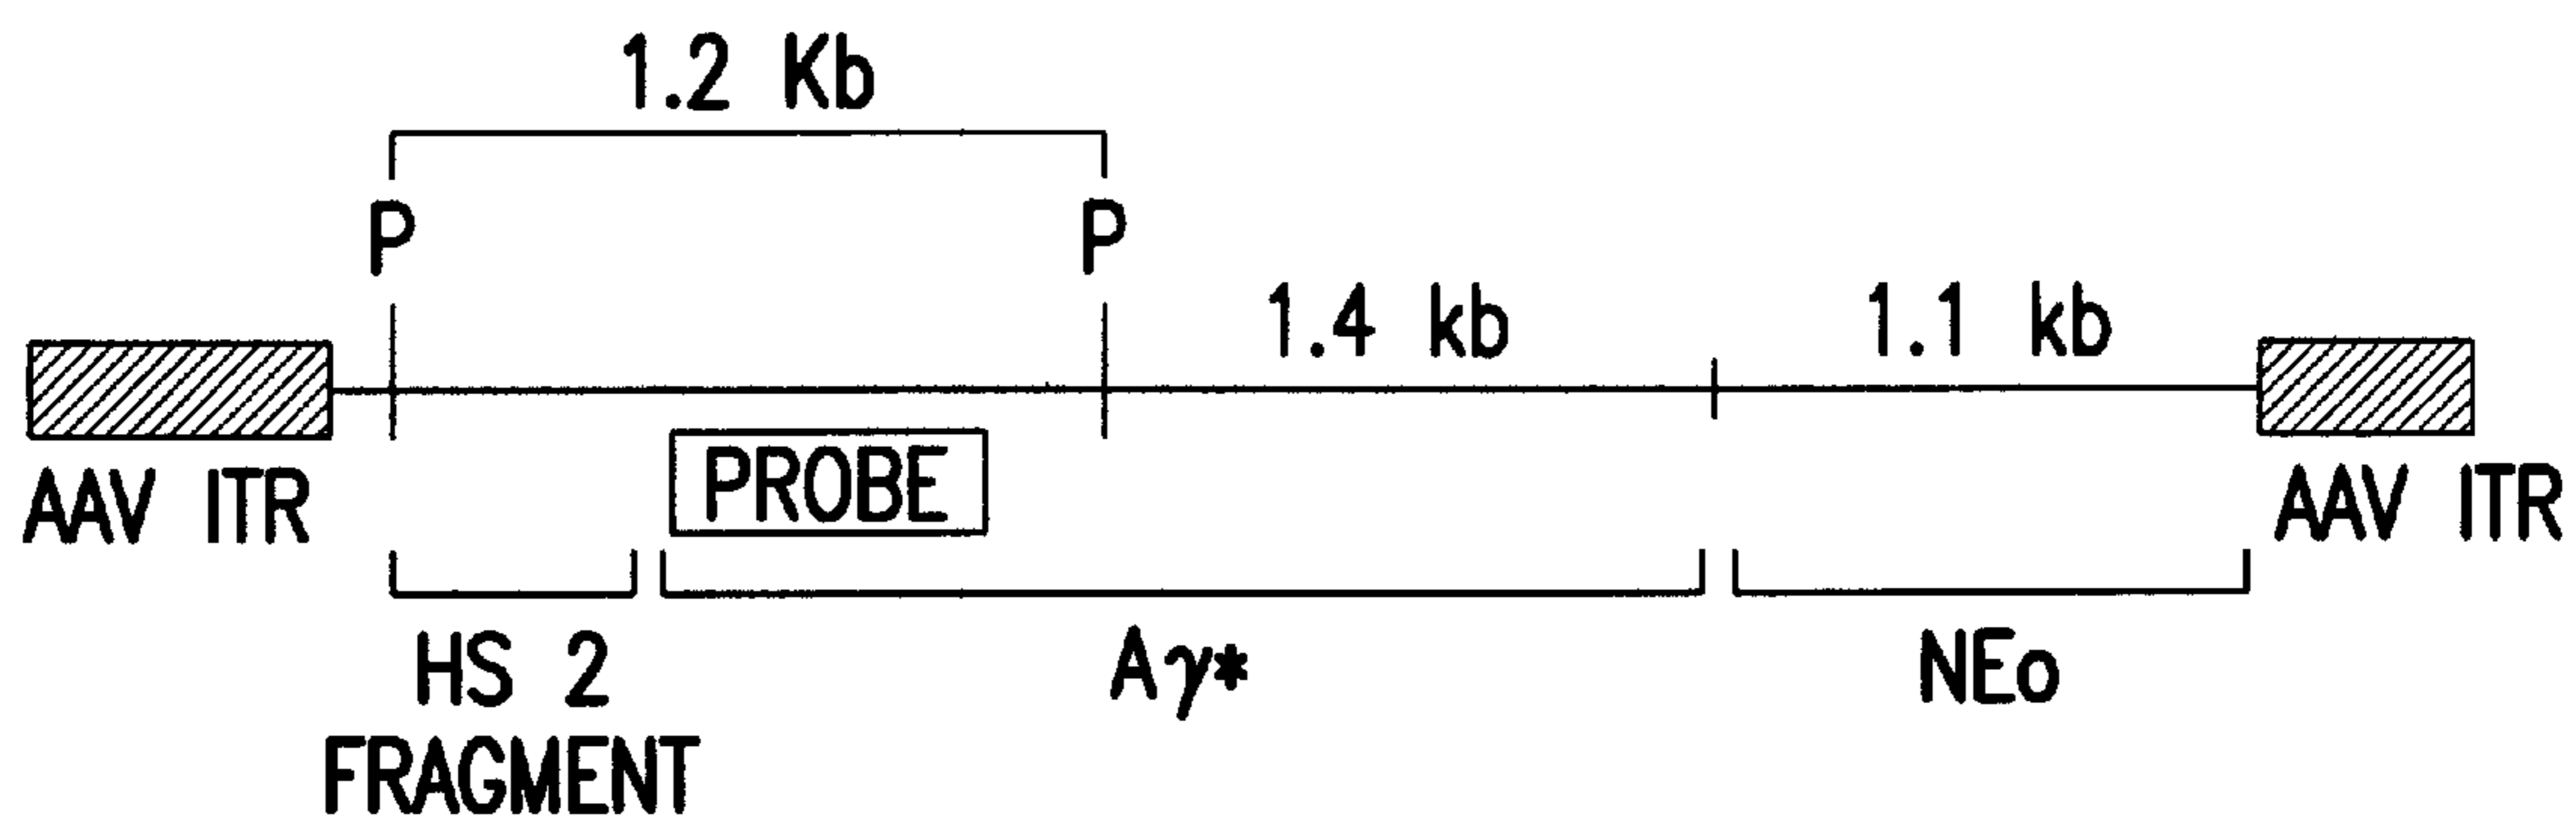 1.2 Kb
P P
1.4 kb 1.1 kb
AAV ITR PROBE AAV ITR
HS 2
FRAGMENT
Aγ*
NEo